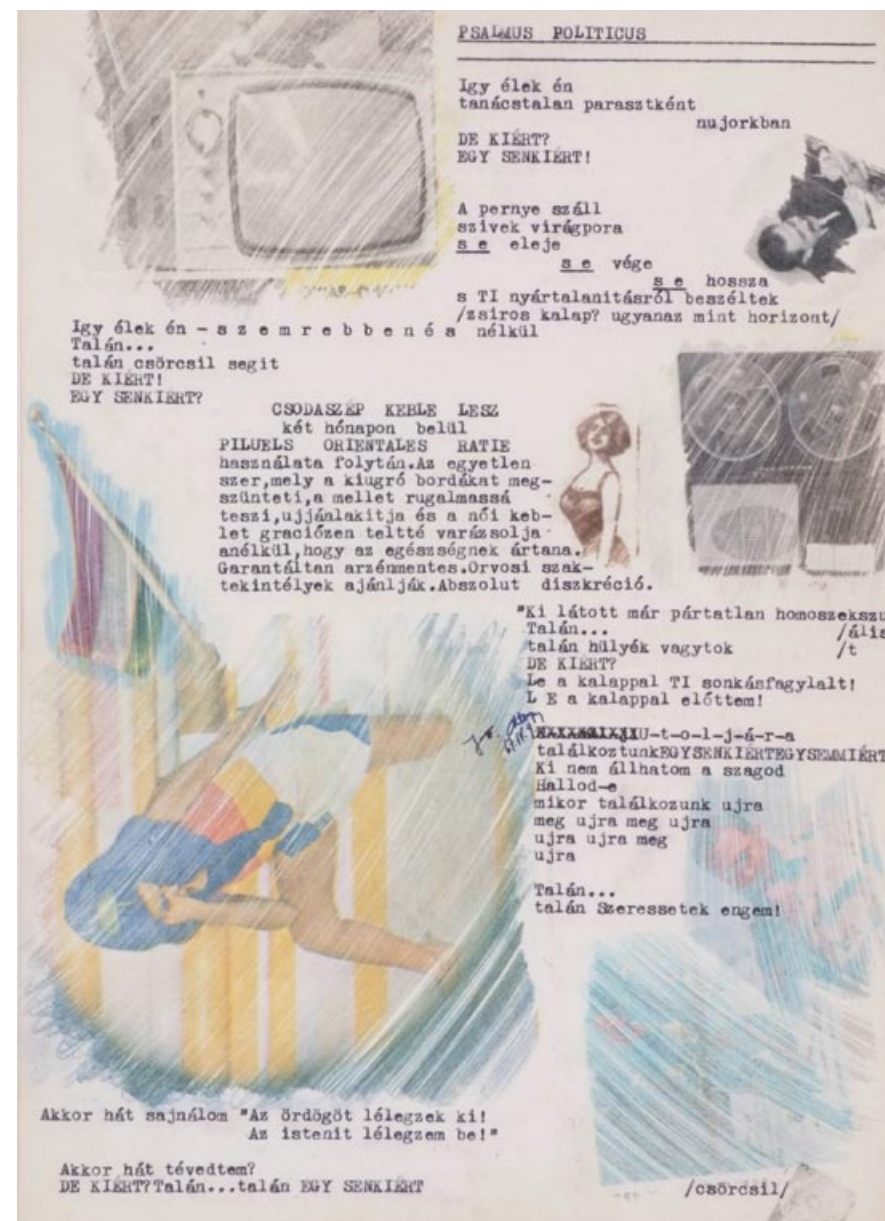 PSALMUS POLITICUS
Igy élek én
tanácstalan parasztként
nujorkban
DE KIÉRT?
EGY SENKIÉRT!
A pernye száll
szivek virágpora
s e eleje
s e vége
s e hossza
s TI nyártalanitásről beszéltek
/zsiros kalap? ugyanaz mint horizont/
Igy élek én - s z e m r e b b e n é s nélkül
Talán...
talán csörcsil segit
DE KIÉRT!
EGY SENKIÉRT?
CSODASZÉP KEBLE LESZ
két hónapon belül
PILUELS ORIENTALES RATIE
használata folytán.Az egyetlen
szer,mely a kiugró bordákat meg-
szünteti,a mellet rugalmassá
teszi,ujjánlakitja és a női keb-
let graciózen teltté varázsolja
anélkül,hogy az egészségnek ártana.
Garantáltan arzénmentes.Orvosi szak-
tekintélyek ajánlják.Abszolut diszkréció.
"Ki látott már pártatlan homoszekszu
Talán... /ális
talán hülyék vagytok /t
DE KIÉRT?
Le a kalappal TI sonkásfagylalt!
L E a kalappal előttem!
U-t-o-l-j-á-r-a
találkoztunkEGYSENKIÉRTEGYSEMMIÉRT
Ki nem állhatom a szagod
Hallod-e
mikor találkozunk ujra
meg ujra meg ujra
ujra ujra meg
ujra
Talán...
talán Szeressetek engem!
Akkor hát sajnálom "Az ördögöt lélegzek ki!
Az istenit lélegzem be!"
Akkor hát tévedtem?
DE KIÉRT?Talán...talán EGY SENKIÉRT
/csörcsil/